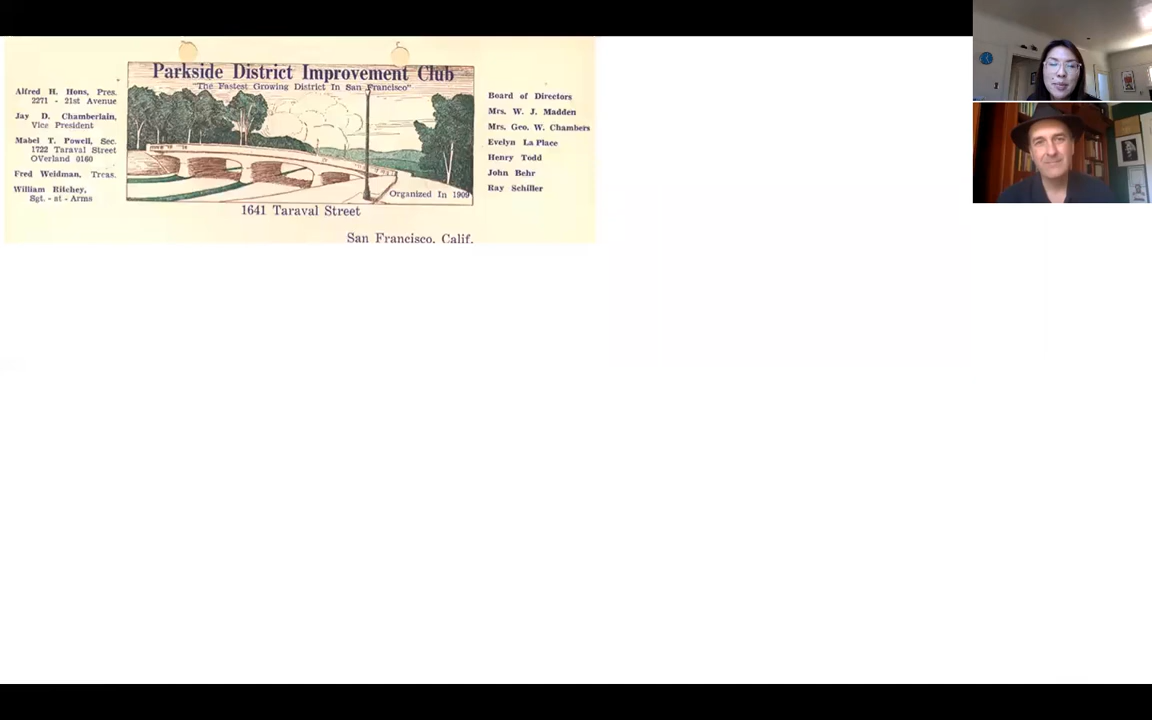 Parkside District Improvement Club
"The Fastest Growing District In San Francisco"
Alfred H. Hons, Pres.
2271 - 21st Avenue
Jay D. Chamberlain,
Vice President
Mabel T. Powell, Sec.
1722 Taraval Street
OVerland 0160
Fred Weidman, Treas.
William Ritchey,
Sgt. - at - Arms
Organized In 1909
Board of Directors
Mrs. W. J. Madden
Mrs. Geo. W. Chambers
Evelyn La Place
Henry Todd
John Behr
Ray Schiller
1641 Taraval Street
San Francisco, Calif.